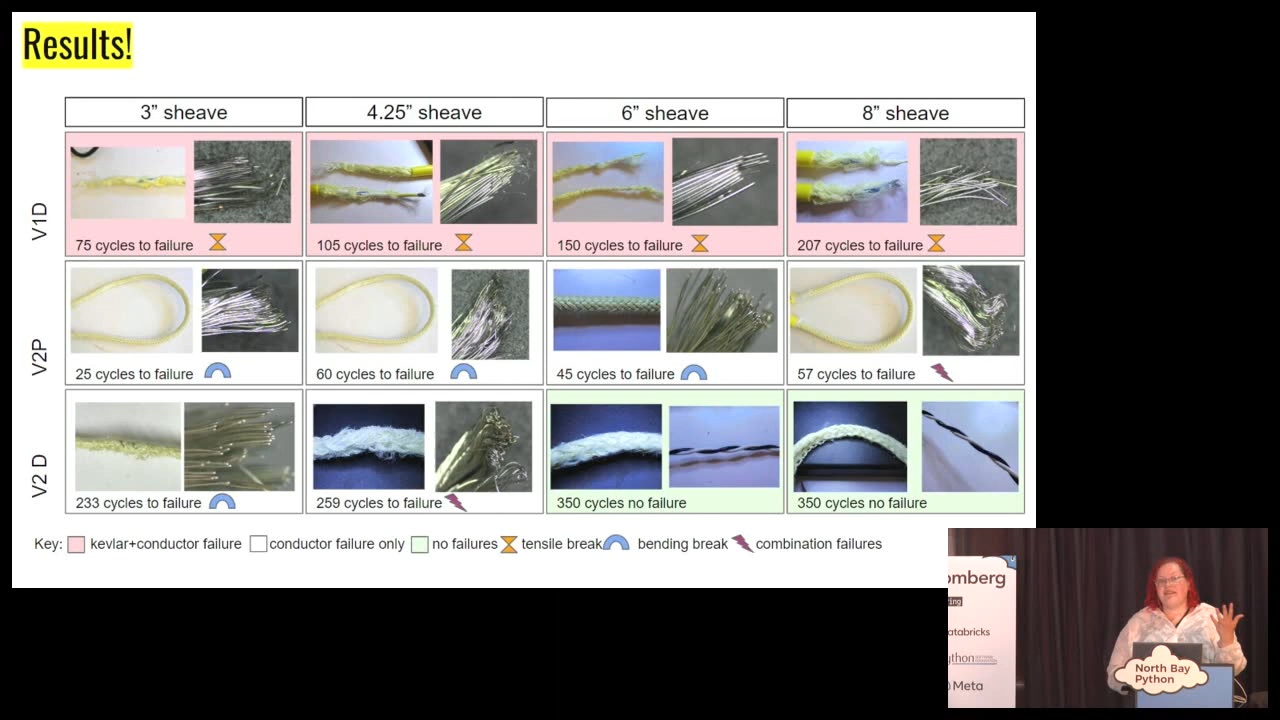 Results!
3” sheave
4.25” sheave
6” sheave
8” sheave
V1D
75 cycles to failure
105 cycles to failure
150 cycles to failure
207 cycles to failure
V2P
25 cycles to failure
60 cycles to failure
45 cycles to failure
57 cycles to failure
V2 D
233 cycles to failure
259 cycles to failure
350 cycles no failure
350 cycles no failure
Key: kevlar+conductor failure conductor failure only no failures tensile break bending break combination failures
omberg
atabricks
thon
Meta
North Bay
Python